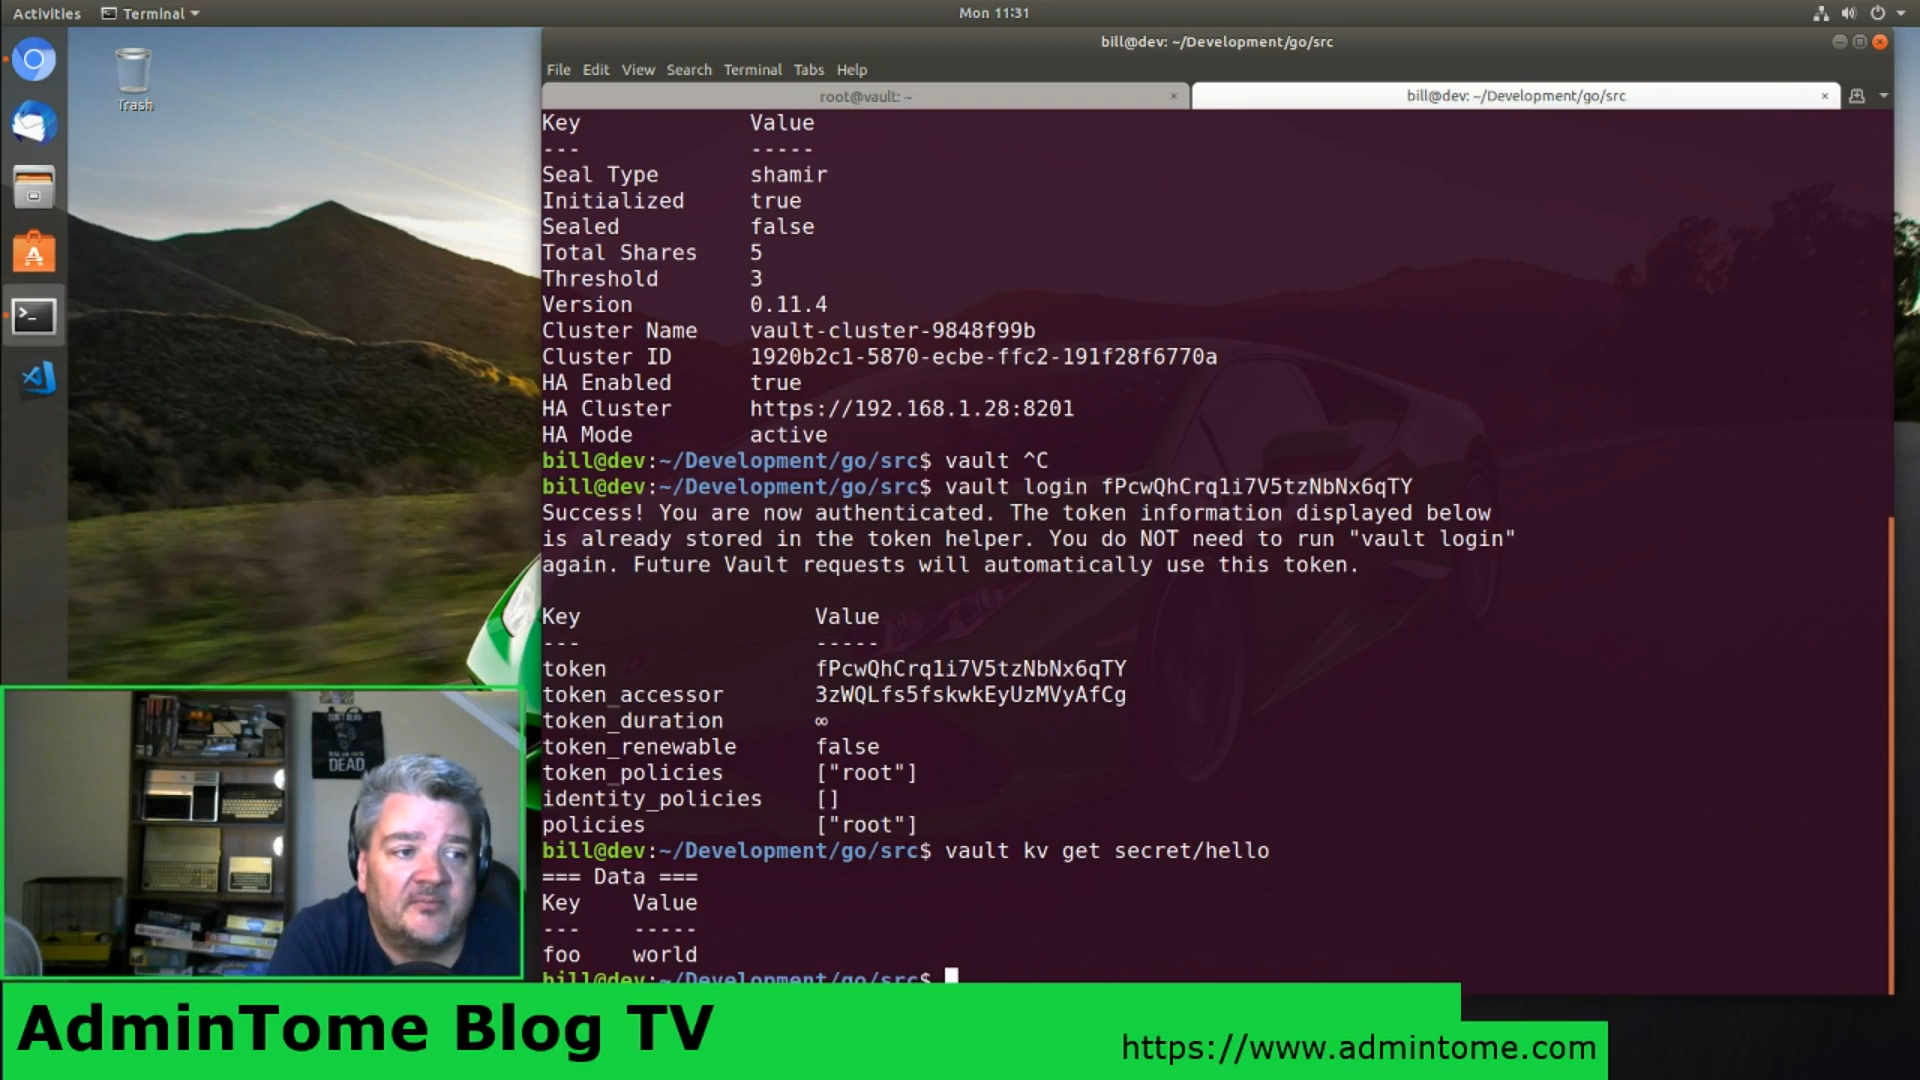 Activities Terminal Mon 11:31
Trash
bill@dev: ~/Development/go/src
File Edit View Search Terminal Tabs Help
root@vault: ~ × bill@dev: ~/Development/go/src ×
Key Value
--- -----
Seal Type shamir
Initialized true
Sealed false
Total Shares 5
Threshold 3
Version 0.11.4
Cluster Name vault-cluster-9848f99b
Cluster ID 1920b2c1-5870-ecbe-ffc2-191f28f6770a
HA Enabled true
HA Cluster https://192.168.1.28:8201
HA Mode active
bill@dev:~/Development/go/src$ vault ^C
bill@dev:~/Development/go/src$ vault login fPcwQhCrq1i7V5tzNbNx6qTY
Success! You are now authenticated. The token information displayed below
is already stored in the token helper. You do NOT need to run "vault login"
again. Future Vault requests will automatically use this token.
Key Value
--- -----
token fPcwQhCrq1i7V5tzNbNx6qTY
token_accessor 3zWQLfs5fskwkEyUzMVyAfCg
token_duration ∞
token_renewable false
token_policies ["root"]
identity_policies []
policies ["root"]
bill@dev:~/Development/go/src$ vault kv get secret/hello
=== Data ===
Key Value
--- -----
foo world
bill@dev:~/Development/go/src$
DEAD
AdminTome Blog TV
https://www.admintome.com